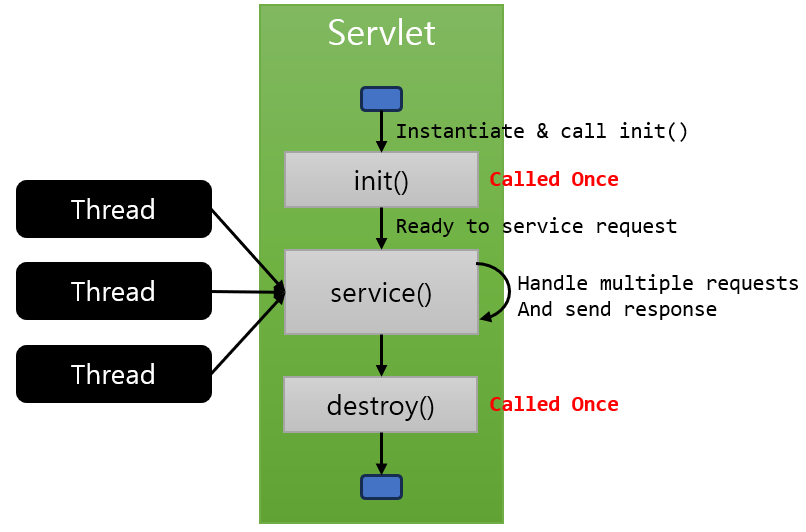 Servlet
Instantiate & call init()
init()
Called Once
Thread
Ready to service request
Thread
service()
Handle multiple requests
And send response
Thread
destroy()
Called Once